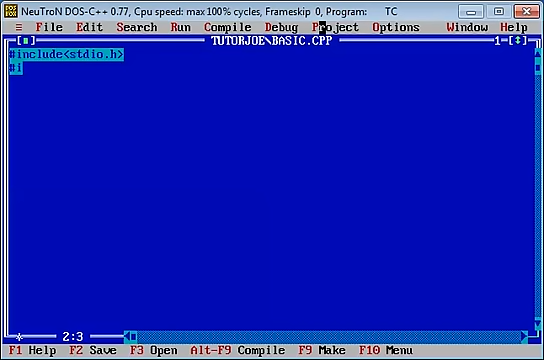 NeuTroN DOS-C++ 0.77, Cpu speed: max 100% cycles, Frameskip 0, Program: TC
≡ File Edit Search Run Compile Debug Project Options Window Help
TUTORJOE\BASIC.CPP 1
#include<stdio.h>
#i
2:3
F1 Help F2 Save F3 Open Alt-F9 Compile F9 Make F10 Menu